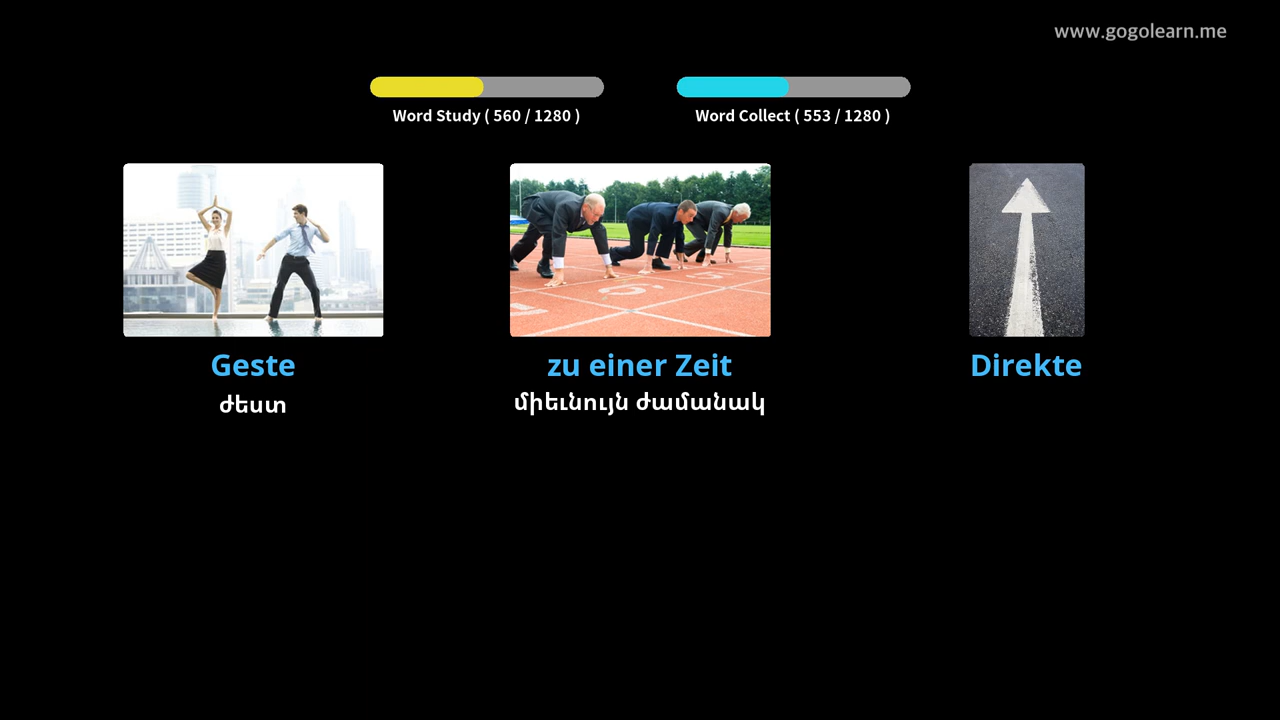 www.gogolearn.me
Word Study ( 560 / 1280 )
Word Collect ( 553 / 1280 )
Geste
ժեստ
zu einer Zeit
միեւնույն ժամանակ
Direkte